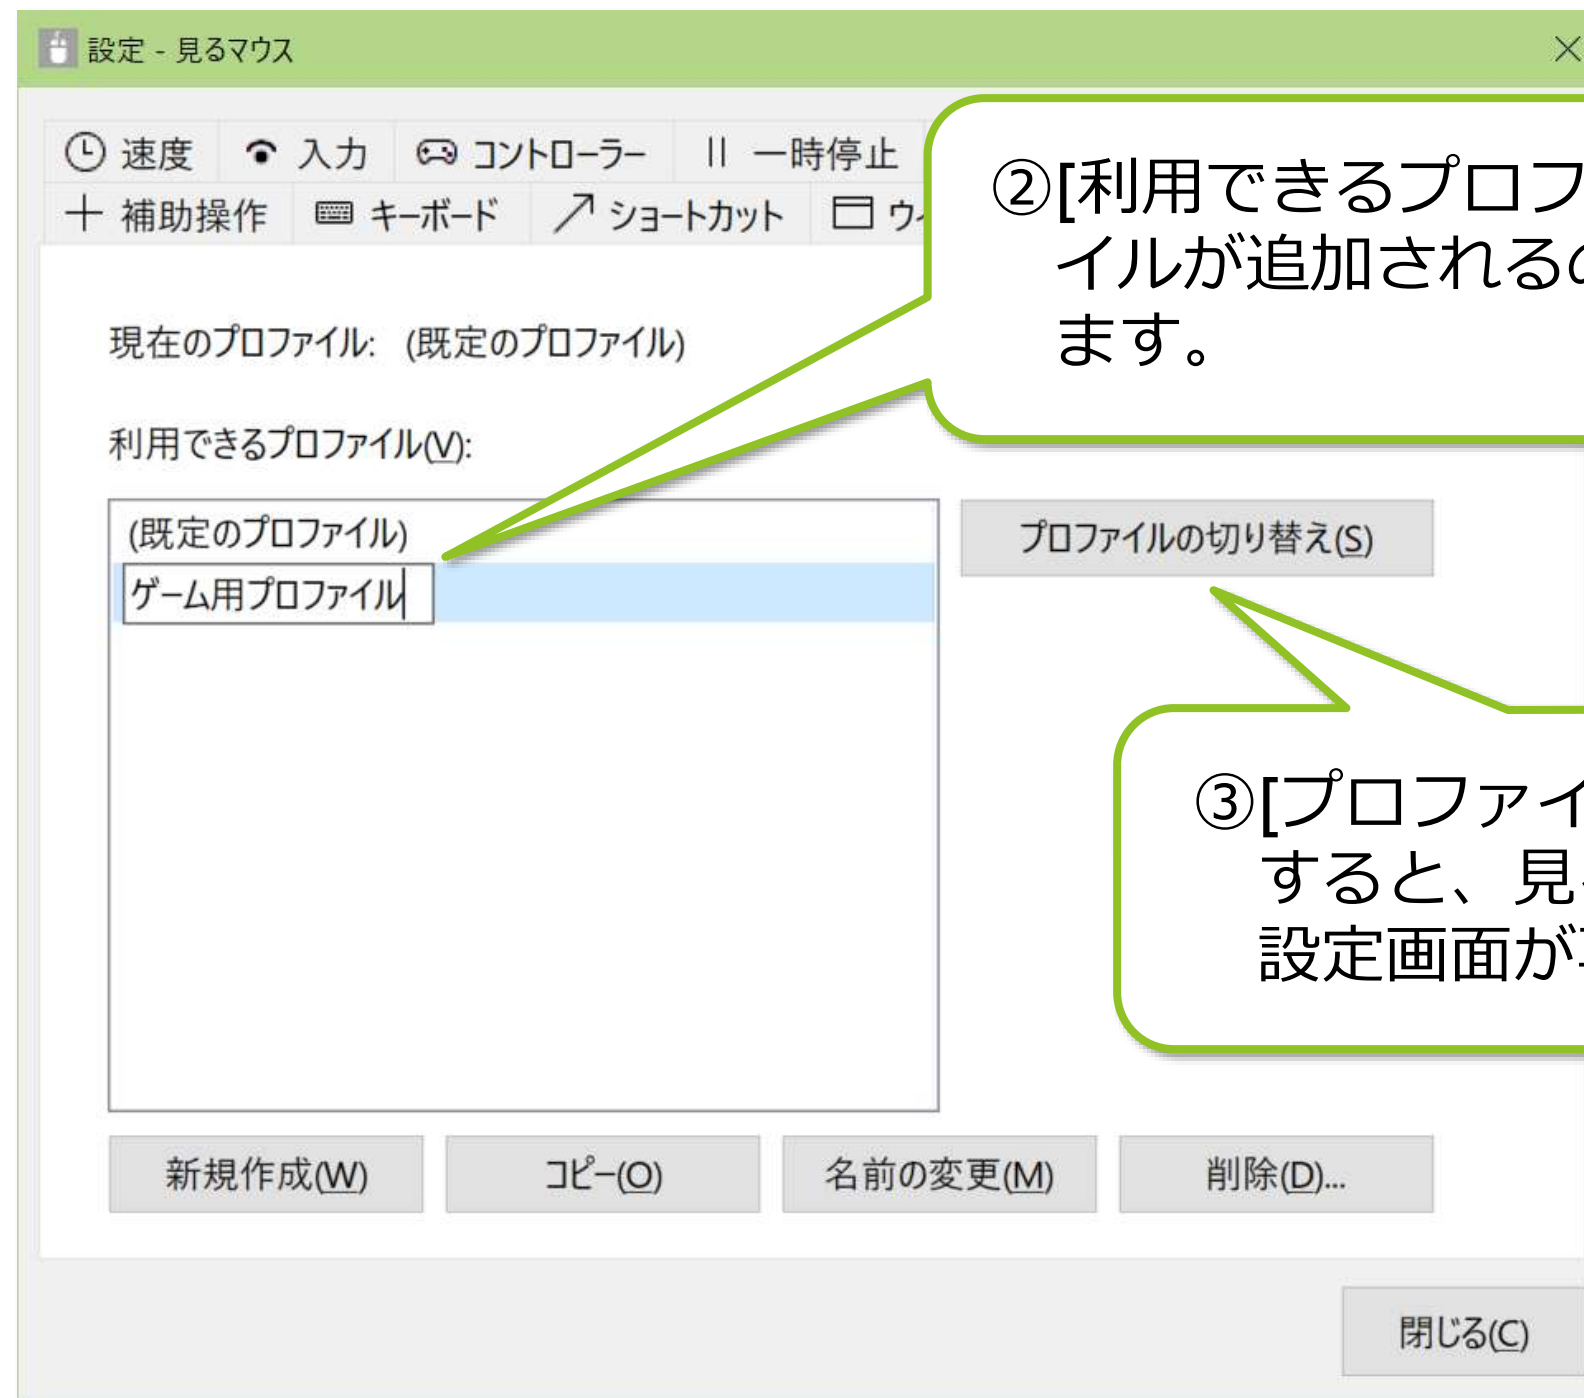 設定 - 見るマウス
速度 入力 コントローラー 一時停止
補助操作 キーボード ショートカット ウ
②[利用できるプロフ
イルが追加される
ます。
現在のプロファイル: (既定のプロファイル)
利用できるプロファイル(V):
(既定のプロファイル)
ゲーム用プロファイル
プロファイルの切り替え(S)
③[プロファイ
すると、見
設定画面が
新規作成(W) コピー(O) 名前の変更(M) 削除(D)...
閉じる(C)